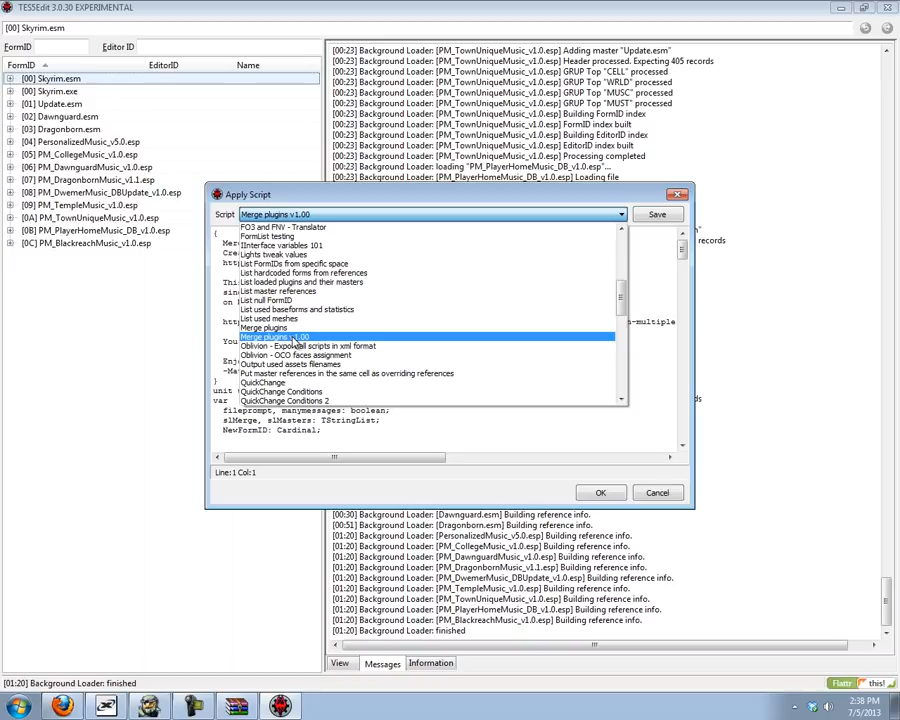 TES5Edit 3.0.30 EXPERIMENTAL
[00] Skyrim.esm
FormID
Editor ID
FormID EditorID Name
[00] Skyrim.esm
[00] Skyrim.exe
[01] Update.esm
[02] Dawnguard.esm
[03] Dragonborn.esm
[04] PersonalizedMusic_v5.0.esp
[05] PM_CollegeMusic_v1.0.esp
[06] PM_DawnguardMusic_v1.0.esp
[07] PM_DragonbornMusic_v1.1.esp
[08] PM_DwemerMusic_DBUpdate_v1.0.esp
[09] PM_TempleMusic_v1.0.esp
[0A] PM_TownUniqueMusic_v1.0.esp
[0B] PM_PlayerHomeMusic_DB_v1.0.esp
[0C] PM_BlackreachMusic_v1.0.esp
[00:23] Background Loader: [PM_TownUniqueMusic_v1.0.esp] Adding master "Update.esm"
[00:23] Background Loader: [PM_TownUniqueMusic_v1.0.esp] Header processed. Expecting 405 records
[00:23] Background Loader: [PM_TownUniqueMusic_v1.0.esp] GRUP Top "CELL" processed
[00:23] Background Loader: [PM_TownUniqueMusic_v1.0.esp] GRUP Top "WRLD" processed
[00:23] Background Loader: [PM_TownUniqueMusic_v1.0.esp] GRUP Top "MUSC" processed
[00:23] Background Loader: [PM_TownUniqueMusic_v1.0.esp] GRUP Top "MUST" processed
[00:23] Background Loader: [PM_TownUniqueMusic_v1.0.esp] Building FormID index
[00:23] Background Loader: [PM_TownUniqueMusic_v1.0.esp] FormID index built
[00:23] Background Loader: [PM_TownUniqueMusic_v1.0.esp] Building EditorID index
[00:23] Background Loader: [PM_TownUniqueMusic_v1.0.esp] EditorID index built
[00:23] Background Loader: [PM_TownUniqueMusic_v1.0.esp] Processing completed
[00:23] Background Loader: loading "PM_PlayerHomeMusic_DB_v1.0.esp"...
[00:23] Background Loader: [PM_PlayerHomeMusic_DB_v1.0.esp] Loading file
records
Apply Script
Script Merge plugins v1.00 Save
FO3 and FNV - Translator
FormList testing
IInterface variables 101
Lights tweak values
List FormIDs from specific space
List hardcoded forms from references
List loaded plugins and their masters
List master references
List null FormID
List used baseforms and statistics
List used meshes
Merge plugins
Merge plugins v1.00
Oblivion - Export all scripts in xml format
Oblivion - OCO faces assignment
Output used assets filenames
Put master references in the same cell as overriding references
QuickChange
QuickChange Conditions
QuickChange Conditions 2
{
Mer
Cre
htt
Thi
sin
on
htt
n-multiple
You
Enj
-Ma
}
unit
var
fileprompt, manymessages: boolean;
slMerge, slMasters: TStringList;
NewFormID: Cardinal;
Line:1 Col:1
OK Cancel
ds
[00:30] Background Loader: [Dawnguard.esm] Building reference info.
[00:51] Background Loader: [Dragonborn.esm] Building reference info.
[01:20] Background Loader: [PersonalizedMusic_v5.0.esp] Building reference info.
[01:20] Background Loader: [PM_CollegeMusic_v1.0.esp] Building reference info.
[01:20] Background Loader: [PM_DawnguardMusic_v1.0.esp] Building reference info.
[01:20] Background Loader: [PM_DragonbornMusic_v1.1.esp] Building reference info.
[01:20] Background Loader: [PM_DwemerMusic_DBUpdate_v1.0.esp] Building reference info.
[01:20] Background Loader: [PM_TempleMusic_v1.0.esp] Building reference info.
[01:20] Background Loader: [PM_TownUniqueMusic_v1.0.esp] Building reference info.
[01:20] Background Loader: [PM_PlayerHomeMusic_DB_v1.0.esp] Building reference info.
[01:20] Background Loader: [PM_BlackreachMusic_v1.0.esp] Building reference info.
[01:20] Background Loader: finished
View Messages Information
[01:20] Background Loader: finished
Flattr this!
2:38 PM
7/5/2013